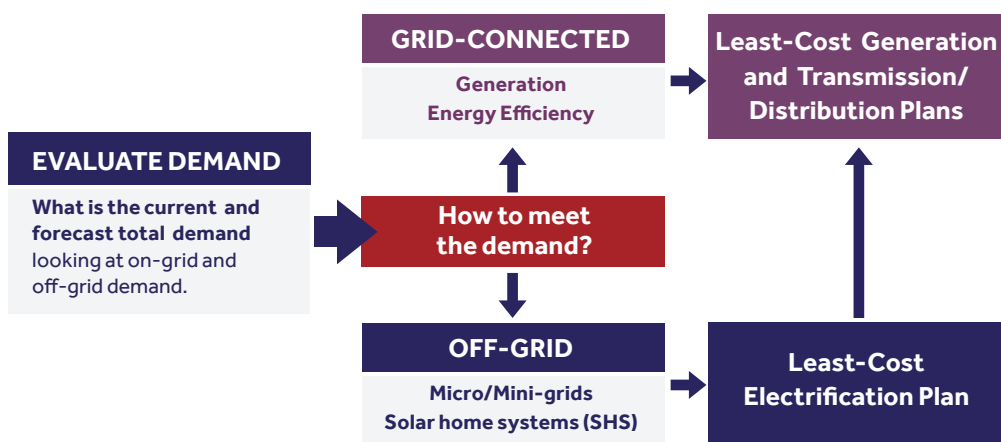 EVALUATE DEMAND
What is the current and
forecast total demand
looking at on-grid and
off-grid demand.
How to meet
the demand?
GRID-CONNECTED
Generation
Energy Efficiency
Least-Cost Generation
and Transmission/
Distribution Plans
OFF-GRID
Micro/Mini-grids
Solar home systems (SHS)
Least-Cost
Electrification Plan